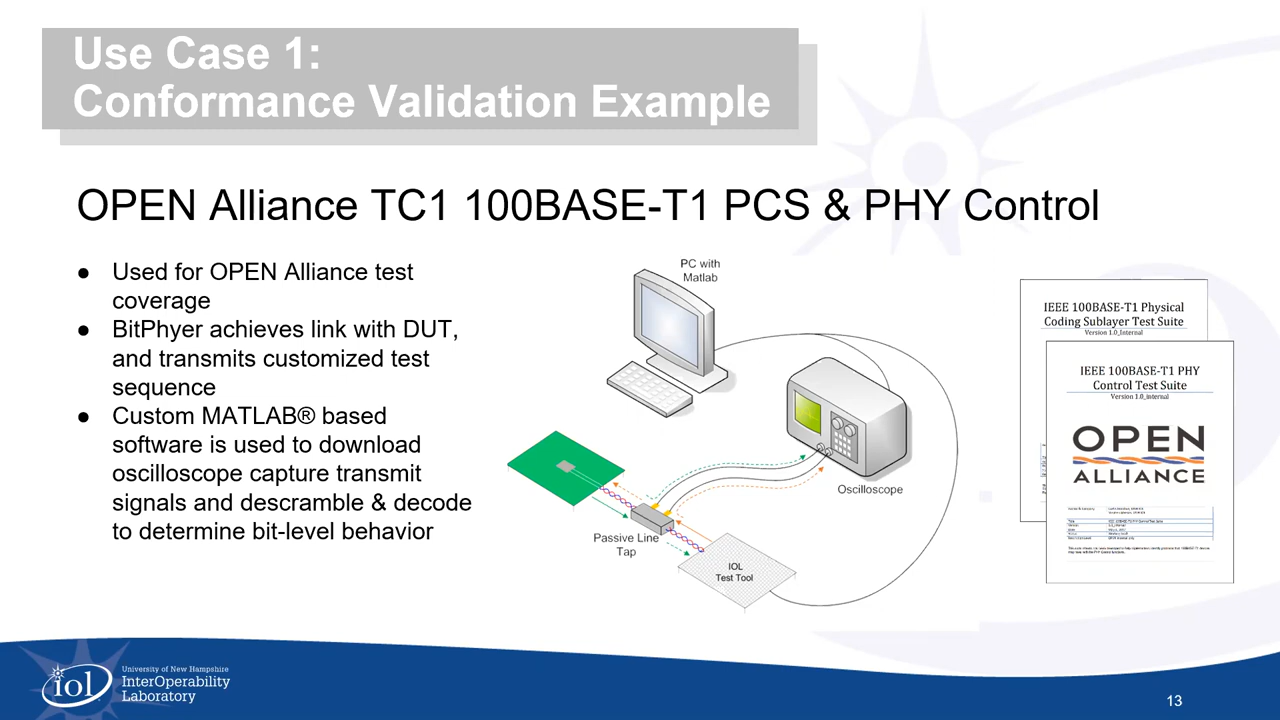 Use Case 1:
Conformance Validation Example
OPEN Alliance TC1 100BASE-T1 PCS & PHY Control
● Used for OPEN Alliance test
coverage
● BitPhyer achieves link with DUT,
and transmits customized test
sequence
● Custom MATLAB® based
software is used to download
oscilloscope capture transmit
signals and descramble & decode
to determine bit-level behavior
PC with
Matlab
Oscilloscope
Passive Line
Tap
IOL
Test Tool
IEEE 100BASE-T1 Physical
Coding Sublayer Test Suite
Version 1.0_Internal
IEEE 100BASE-T1 PHY
Control Test Suite
Version 1.0_internal
OPEN
ALLIANCE
iol
University of New Hampshire
InterOperability
Laboratory
13